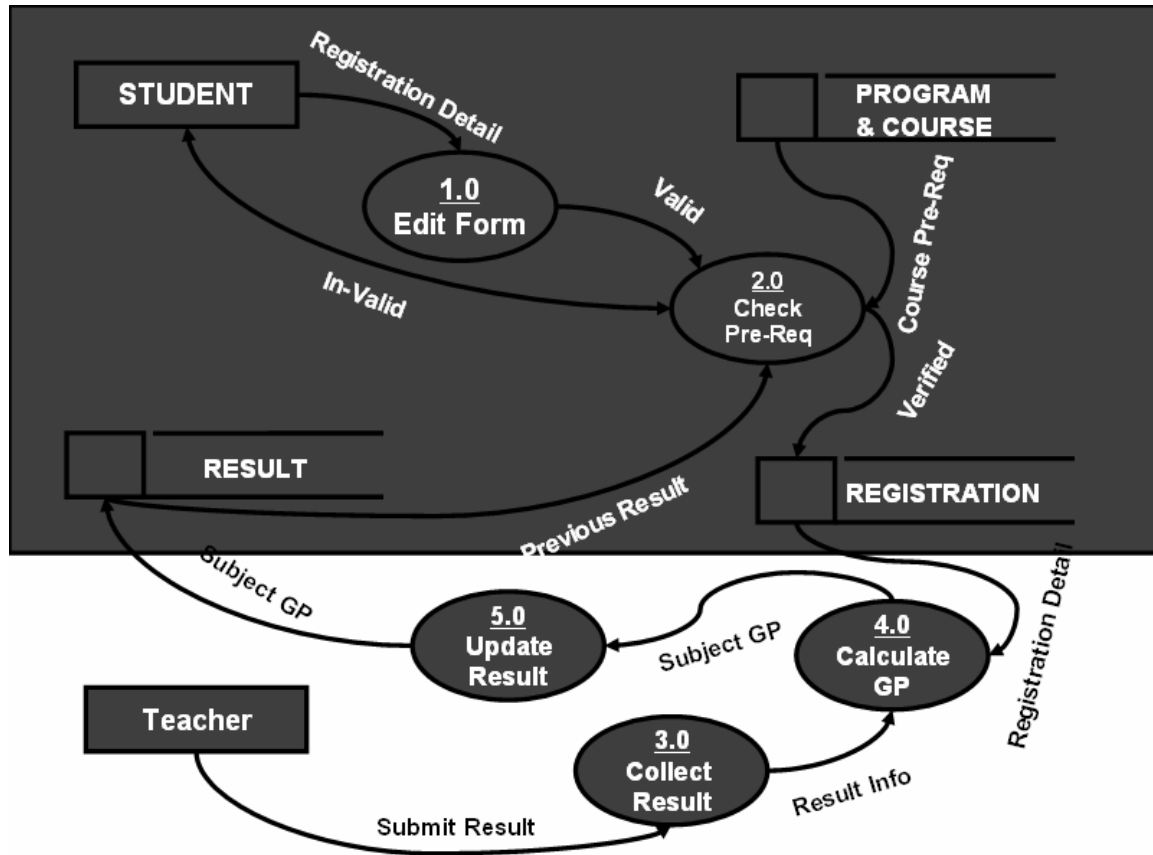 Registration Detail
STUDENT
PROGRAM
& COURSE
1.0
Edit Form
Valid
Course Pre-Req
In-Valid
2.0
Check
Pre-Req
Verified
RESULT
REGISTRATION
Previous Result
Subject GP
5.0
Update
Result
Subject GP
4.0
Calculate
GP
Registration Detail
Teacher
3.0
Collect
Result
Result Info
Submit Result